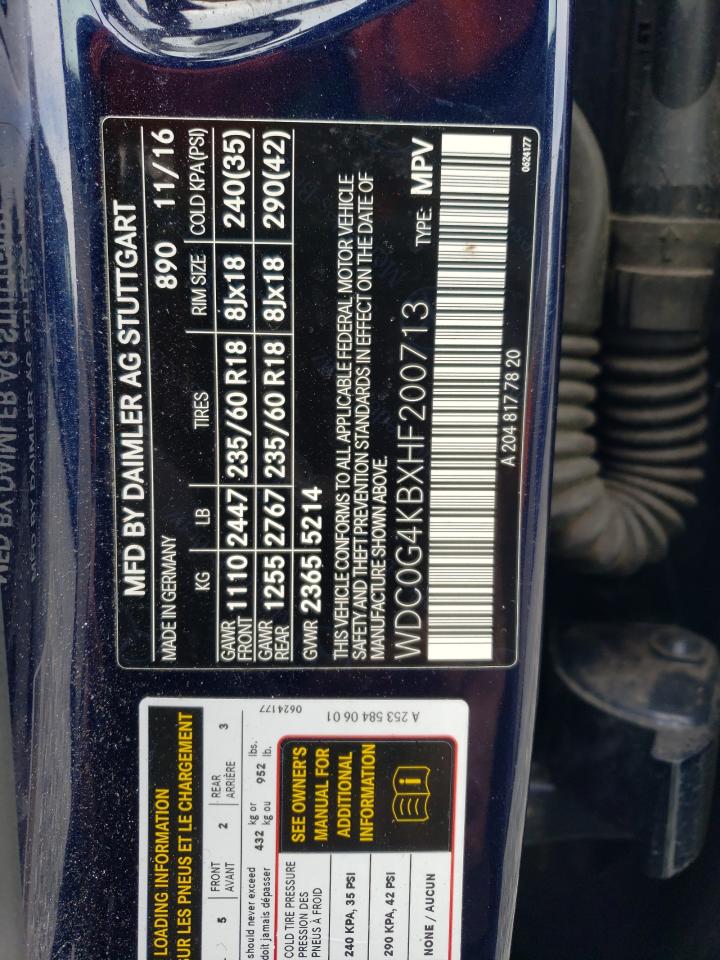 MFD BY DAIMLER AG STUTTGART
MADE IN GERMANY 890 11/16
KG LB TIRES RIM SIZE COLD KPA(PSI)
GAWR FRONT 1110 2447 235/60 R18 8Jx18 240(35)
GAWR REAR 1255 2767 235/60 R18 8Jx18 290(42)
GVWR 2365 5214
THIS VEHICLE CONFORMS TO ALL APPLICABLE FEDERAL MOTOR VEHICLE
SAFETY AND THEFT PREVENTION STANDARDS IN EFFECT ON THE DATE OF
MANUFACTURE SHOWN ABOVE.
WDC0G4KBXHF200713 TYPE: MPV
A 204 817 78 20
0624177
LOADING INFORMATION
SUR LES PNEUS ET LE CHARGEMENT
5 FRONT AVANT 2 REAR ARRIÈRE 3
should never exceed 432 kg or 952 lbs.
doit jamais dépasser kg ou lb.
COLD TIRE PRESSURE
PRESSION DES
PNEUS À FROID
240 KPA, 35 PSI
290 KPA, 42 PSI
NONE / AUCUN
SEE OWNER'S
MANUAL FOR
ADDITIONAL
INFORMATION
0624177
A 253 584 06 01